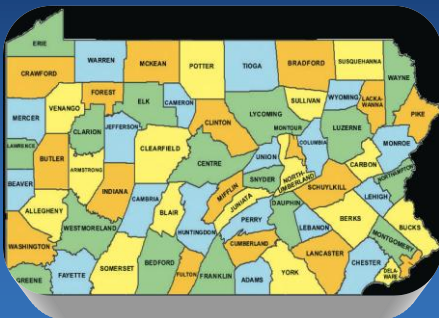 ERIE
WARREN
MCKEAN
POTTER
TIOGA
BRADFORD
SUSQUEHANNA
WAYNE
CRAWFORD
FOREST
ELK
CAMERON
SULLIVAN
WYOMING
LACKA-
WANNA
PIKE
VENANGO
CLINTON
LYCOMING
MERCER
CLARION
JEFFERSON
CLEARFIELD
MONTOUR
COLUMBIA
LUZERNE
MONROE
LAWRENCE
BUTLER
ARMSTRONG
CENTRE
UNION
CARBON
NORTHAMPTON
BEAVER
INDIANA
CAMBRIA
BLAIR
MIFFLIN
SNYDER
NORTH-
UMBERLAND
SCHUYLKILL
LEHIGH
ALLEGHENY
HUNTINGDON
JUNIATA
PERRY
DAUPHIN
LEBANON
BERKS
BUCKS
WESTMORELAND
MONTGOMERY
WASHINGTON
CUMBERLAND
LANCASTER
CHESTER
DELA-
WARE
GREENE
FAYETTE
SOMERSET
BEDFORD
FULTON
FRANKLIN
ADAMS
YORK